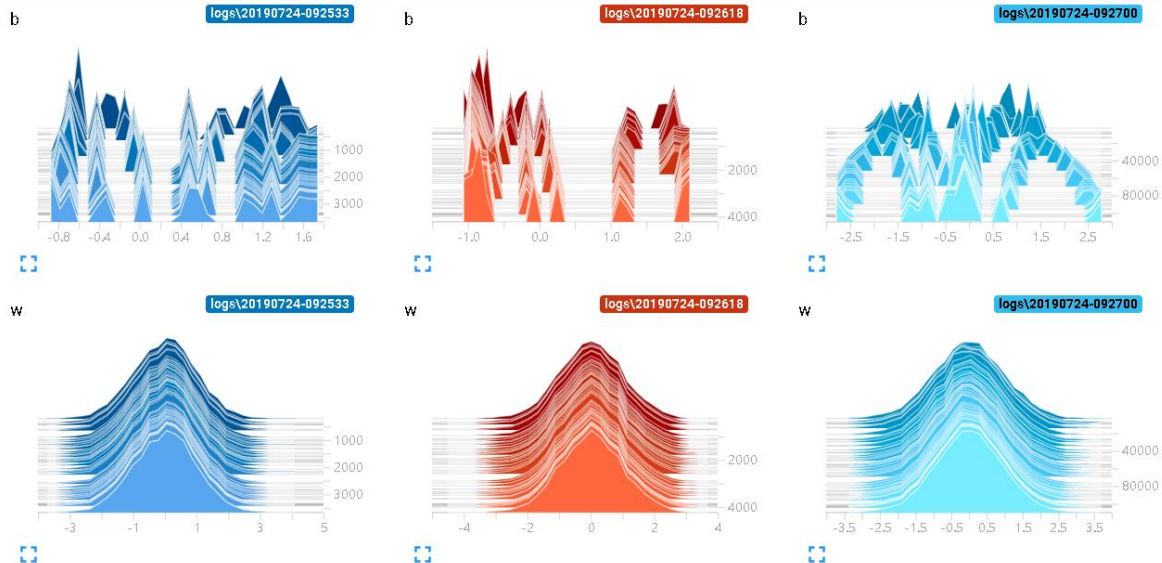 b
logs\20190724-092533
1000
2000
3000
-0.8 -0.4 0.0 0.4 0.8 1.2 1.6
b
logs\20190724-092618
2000
4000
-1.0 0.0 1.0 2.0
b
logs\20190724-092700
40000
80000
-2.5 -1.5 -0.5 0.5 1.5 2.5
w
logs\20190724-092533
1000
2000
3000
-3 -1 1 3 5
w
logs\20190724-092618
2000
4000
-4 -2 0 2 4
w
logs\20190724-092700
40000
80000
-3.5 -2.5 -1.5 -0.5 0.5 1.5 2.5 3.5